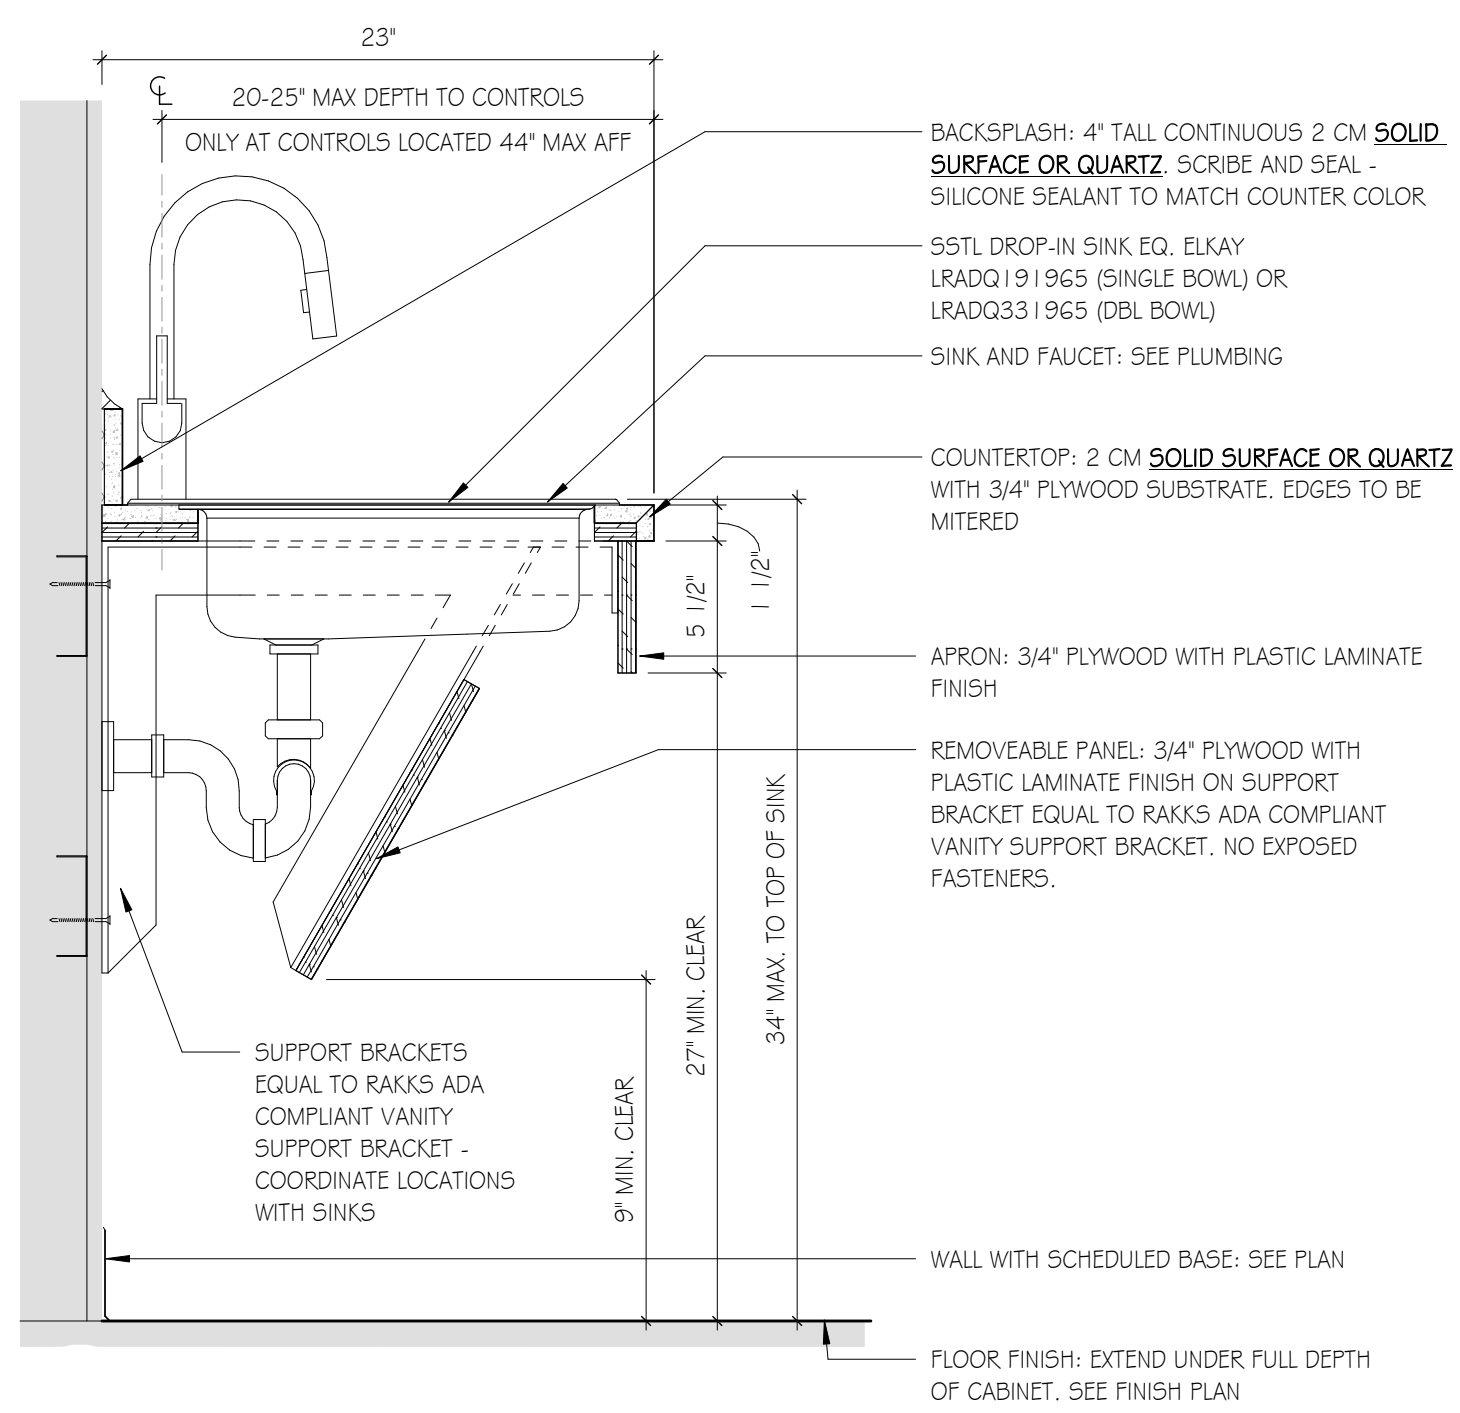 23"
CL
20-25" MAX DEPTH TO CONTROLS
ONLY AT CONTROLS LOCATED 44" MAX AFF
BACKSPLASH: 4" TALL CONTINUOUS 2 CM SOLID
SURFACE OR QUARTZ. SCRIBE AND SEAL -
SILICONE SEALANT TO MATCH COUNTER COLOR
SSTL DROP-IN SINK EQ. ELKAY
LRADQ191965 (SINGLE BOWL) OR
LRADQ331965 (DBL BOWL)
SINK AND FAUCET: SEE PLUMBING
COUNTERTOP: 2 CM SOLID SURFACE OR QUARTZ
WITH 3/4" PLYWOOD SUBSTRATE. EDGES TO BE
MITERED
1 1/2"
5 1/2"
APRON: 3/4" PLYWOOD WITH PLASTIC LAMINATE
FINISH
REMOVEABLE PANEL: 3/4" PLYWOOD WITH
PLASTIC LAMINATE FINISH ON SUPPORT
BRACKET EQUAL TO RAKKS ADA COMPLIANT
VANITY SUPPORT BRACKET. NO EXPOSED
FASTENERS.
34" MAX. TO TOP OF SINK
27" MIN. CLEAR
9" MIN. CLEAR
SUPPORT BRACKETS
EQUAL TO RAKKS ADA
COMPLIANT VANITY
SUPPORT BRACKET -
COORDINATE LOCATIONS
WITH SINKS
WALL WITH SCHEDULED BASE: SEE PLAN
FLOOR FINISH: EXTEND UNDER FULL DEPTH
OF CABINET. SEE FINISH PLAN